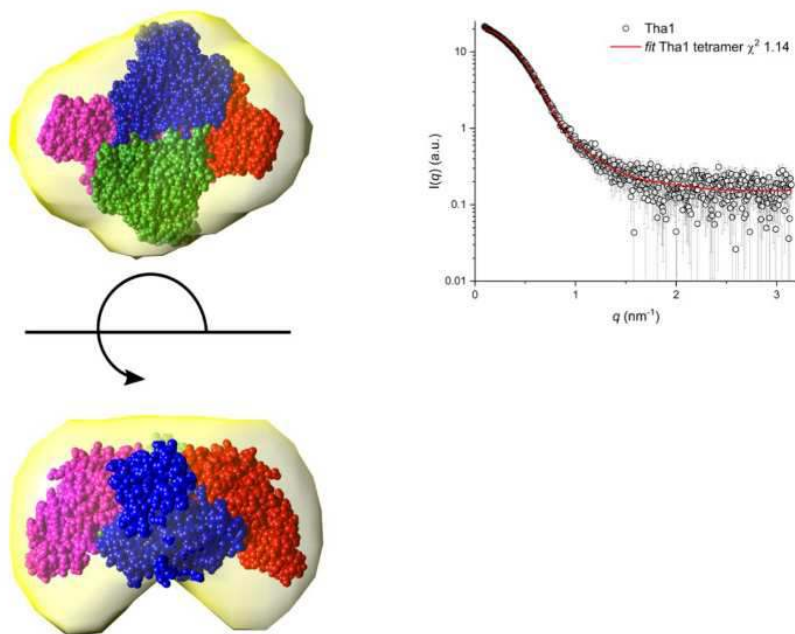 Tha1
fit Tha1 tetramer χ² 1.14
10
1
0.1
0.01
I(q) (a.u.)
0 1 2 3
q (nm⁻¹)